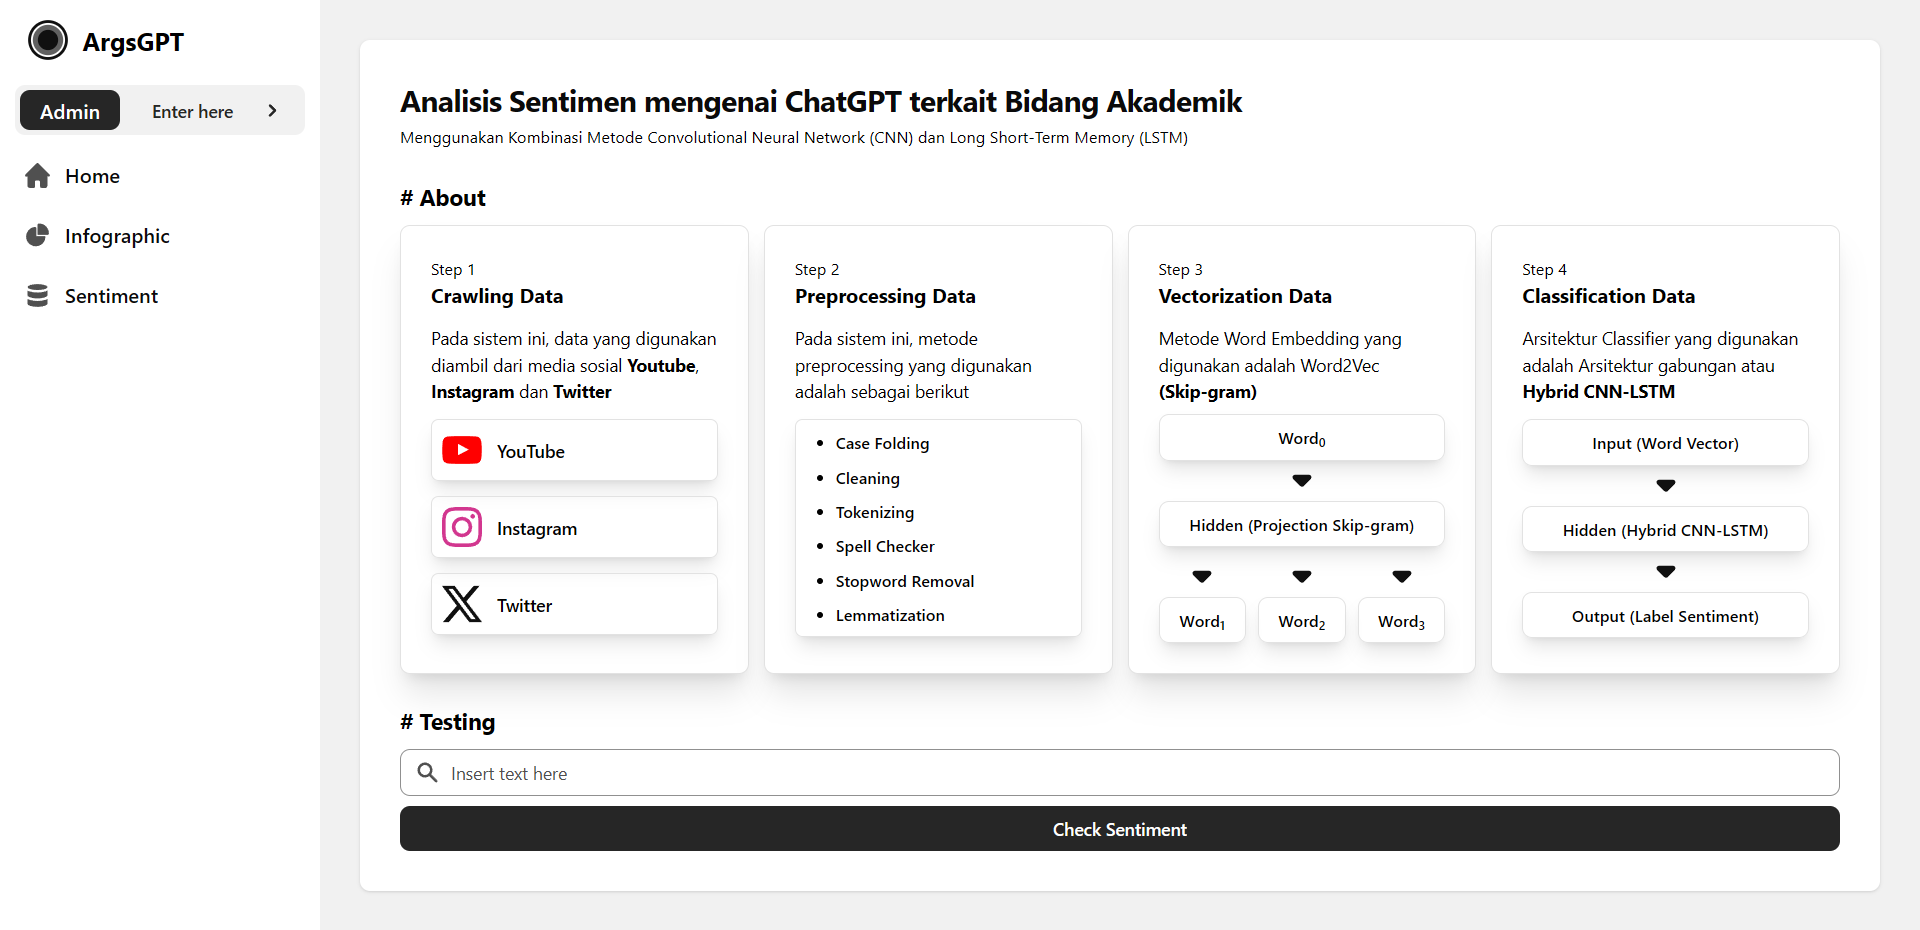 ArgsGPT
Admin
Enter here
Home
Infographic
Sentiment
Analisis Sentimen mengenai ChatGPT terkait Bidang Akademik
Menggunakan Kombinasi Metode Convolutional Neural Network (CNN) dan Long Short-Term Memory (LSTM)
# About
Step 1
Crawling Data
Pada sistem ini, data yang digunakan
diambil dari media sosial Youtube,
Instagram dan Twitter
YouTube
Instagram
Twitter
Step 2
Preprocessing Data
Pada sistem ini, metode
preprocessing yang digunakan
adalah sebagai berikut
• Case Folding
• Cleaning
• Tokenizing
• Spell Checker
• Stopword Removal
• Lemmatization
Step 3
Vectorization Data
Metode Word Embedding yang
digunakan adalah Word2Vec
(Skip-gram)
Word₀
Hidden (Projection Skip-gram)
Word₁ Word₂ Word₃
Step 4
Classification Data
Arsitektur Classifier yang digunakan
adalah Arsitektur gabungan atau
Hybrid CNN-LSTM
Input (Word Vector)
Hidden (Hybrid CNN-LSTM)
Output (Label Sentiment)
# Testing
Insert text here
Check Sentiment